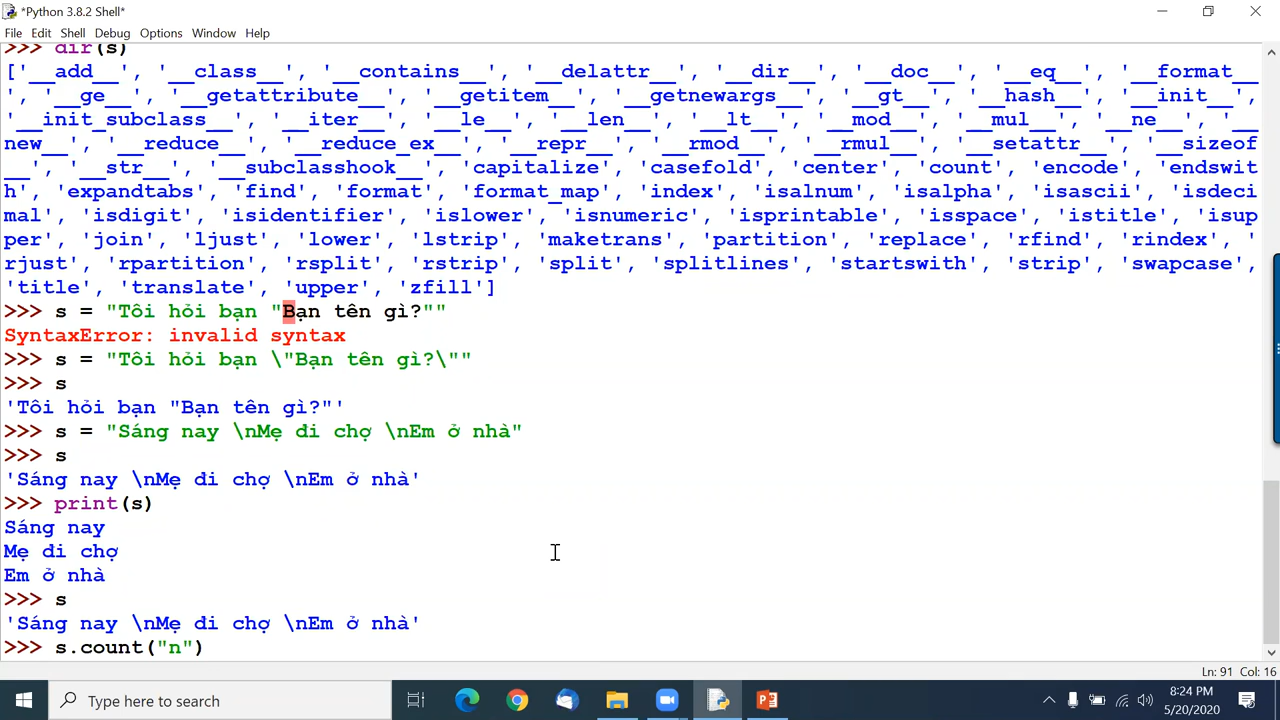 *Python 3.8.2 Shell*
File Edit Shell Debug Options Window Help
>>> dir(s)
['__add__', '__class__', '__contains__', '__delattr__', '__dir__', '__doc__', '__eq__', '__format__
', '__ge__', '__getattribute__', '__getitem__', '__getnewargs__', '__gt__', '__hash__', '__init__',
'__init_subclass__', '__iter__', '__le__', '__len__', '__lt__', '__mod__', '__mul__', '__ne__', '__
new__', '__reduce__', '__reduce_ex__', '__repr__', '__rmod__', '__rmul__', '__setattr__', '__sizeof
__', '__str__', '__subclasshook__', 'capitalize', 'casefold', 'center', 'count', 'encode', 'endswit
h', 'expandtabs', 'find', 'format', 'format_map', 'index', 'isalnum', 'isalpha', 'isascii', 'isdeci
mal', 'isdigit', 'isidentifier', 'islower', 'isnumeric', 'isprintable', 'isspace', 'istitle', 'isup
per', 'join', 'ljust', 'lower', 'lstrip', 'maketrans', 'partition', 'replace', 'rfind', 'rindex', '
rjust', 'rpartition', 'rsplit', 'rstrip', 'split', 'splitlines', 'startswith', 'strip', 'swapcase',
'title', 'translate', 'upper', 'zfill']
>>> s = "Tôi hỏi bạn "Bạn tên gì?""
SyntaxError: invalid syntax
>>> s = "Tôi hỏi bạn \"Bạn tên gì?\""
>>> s
'Tôi hỏi bạn "Bạn tên gì?"'
>>> s = "Sáng nay \nMẹ đi chợ \nEm ở nhà"
>>> s
'Sáng nay \nMẹ đi chợ \nEm ở nhà'
>>> print(s)
Sáng nay
Mẹ đi chợ
Em ở nhà
>>> s
'Sáng nay \nMẹ đi chợ \nEm ở nhà'
>>> s.count("n")
Ln: 91 Col: 16
Type here to search
8:24 PM
5/20/2020